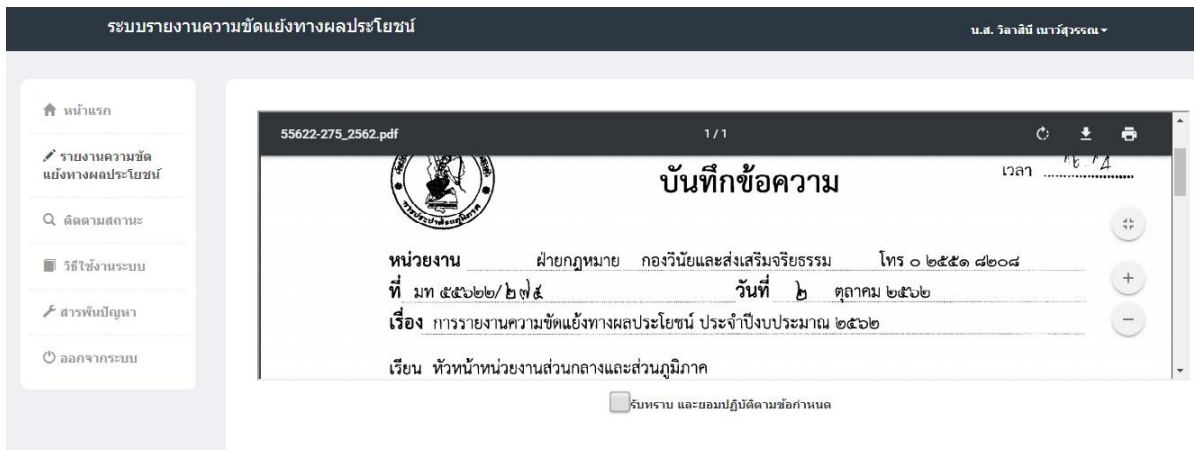 ระบบรายงานความขัดแย้งทางผลประโยชน์
น.ส. วิลาสินี เนาว์สุวรรณ
หน้าแรก
รายงานความขัด
แย้งทางผลประโยชน์
ติดตามสถานะ
วิธีใช้งานระบบ
สารพันปัญหา
ออกจากระบบ
55622-275_2562.pdf
1 / 1
การประปาส่วนภูมิภาค
บันทึกข้อความ
เวลา
หน่วยงาน ฝ่ายกฎหมาย กองวินัยและส่งเสริมจริยธรรม โทร ๐ ๒๕๕๑ ๘๒๐๘
ที่ มท ๕๕๖๒๒/๒๗๕ วันที่ ๒ ตุลาคม ๒๕๖๒
เรื่อง การรายงานความขัดแย้งทางผลประโยชน์ ประจำปีงบประมาณ ๒๕๖๒
เรียน หัวหน้าหน่วยงานส่วนกลางและส่วนภูมิภาค
รับทราบ และยอมปฏิบัติตามข้อกำหนด